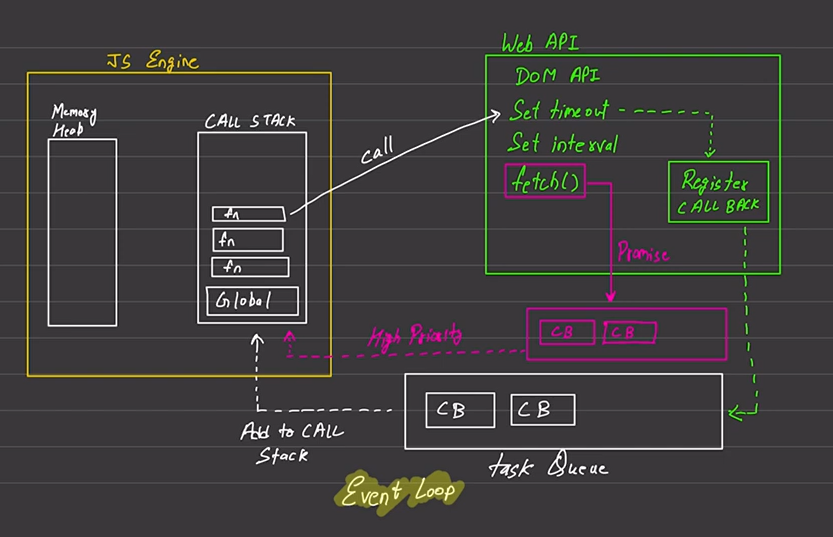 JS Engine
Memory
Heab
CALL STACK
fn
fn
fn
Global
call
Web API
DOM API
Set timeout
Set interval
fetch()
Register
CALL BACK
Promise
High Priority
CB CB
CB CB
Add to CALL
Stack
task Queue
Event Loop